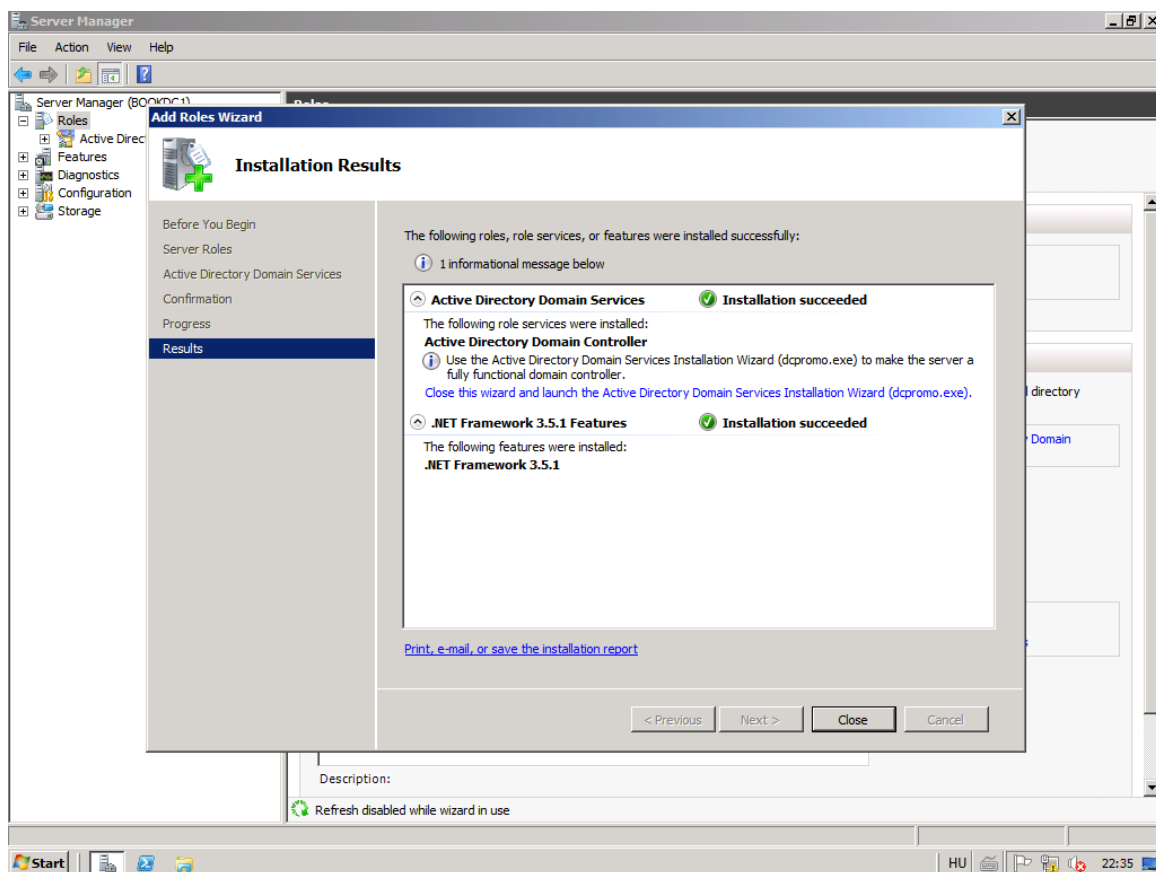 Server Manager
File Action View Help
Server Manager (BOOKDC1)
Roles
Active Direc
Features
Diagnostics
Configuration
Storage
Add Roles Wizard
Installation Results
Before You Begin
Server Roles
Active Directory Domain Services
Confirmation
Progress
Results
The following roles, role services, or features were installed successfully:
1 informational message below
Active Directory Domain Services Installation succeeded
The following role services were installed:
Active Directory Domain Controller
Use the Active Directory Domain Services Installation Wizard (dcpromo.exe) to make the server a
fully functional domain controller.
Close this wizard and launch the Active Directory Domain Services Installation Wizard (dcpromo.exe).
.NET Framework 3.5.1 Features Installation succeeded
The following features were installed:
.NET Framework 3.5.1
Print, e-mail, or save the installation report
< Previous Next > Close Cancel
directory
Domain
Description:
Refresh disabled while wizard in use
Start HU 22:35